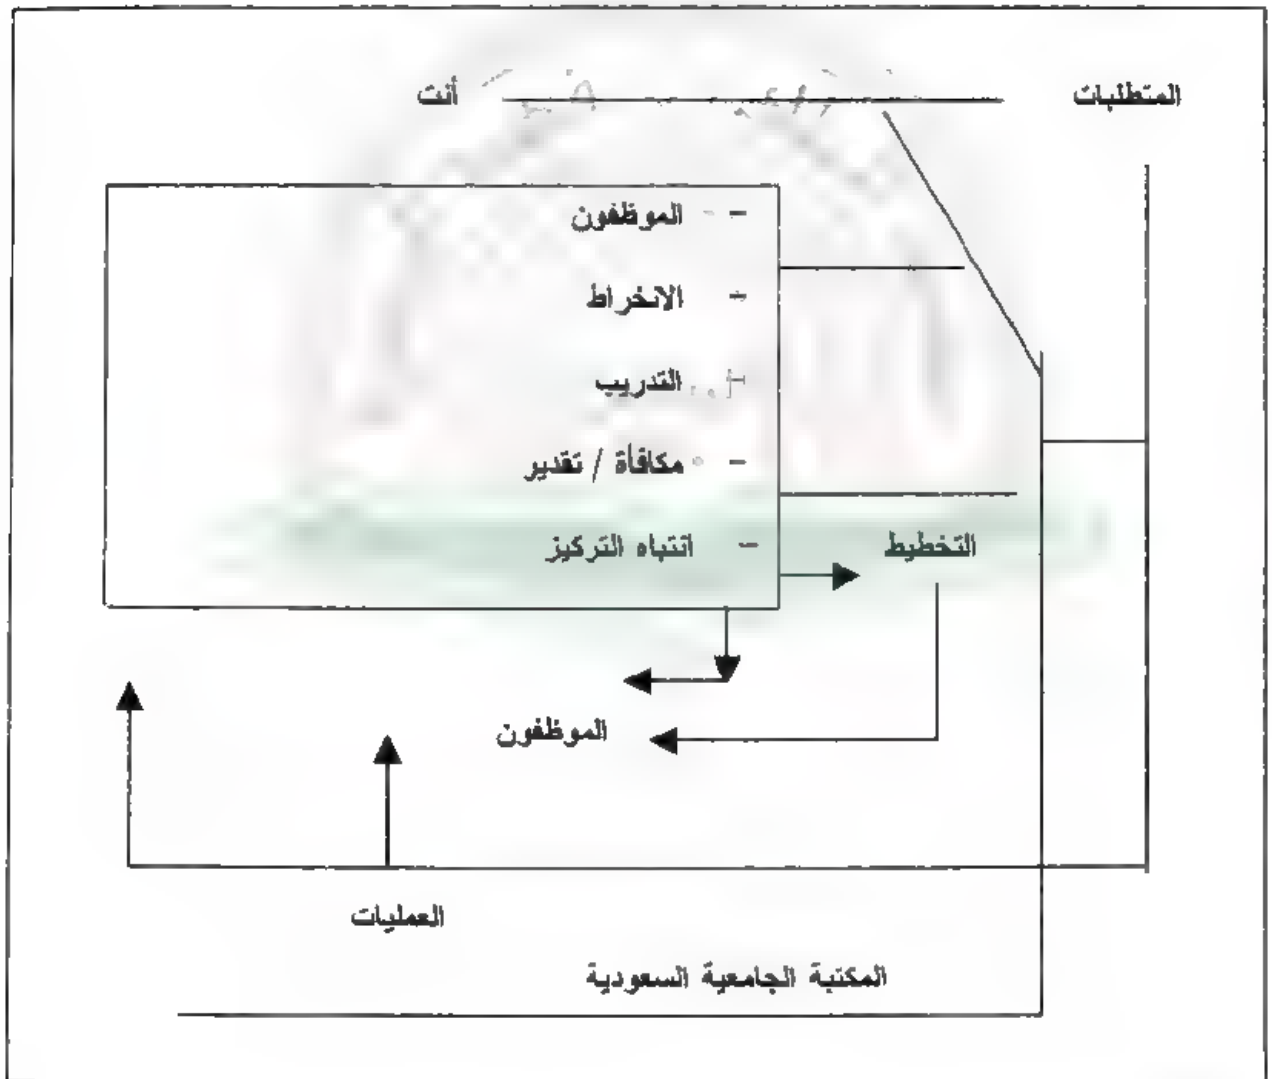 المتطلبات
أنت
- الموظفون
- الانخراط
- التدريب
- مكافأة / تقدير
- انتباه التركيز
التخطيط
الموظفون
العمليات
المكتبة الجامعية السعودية